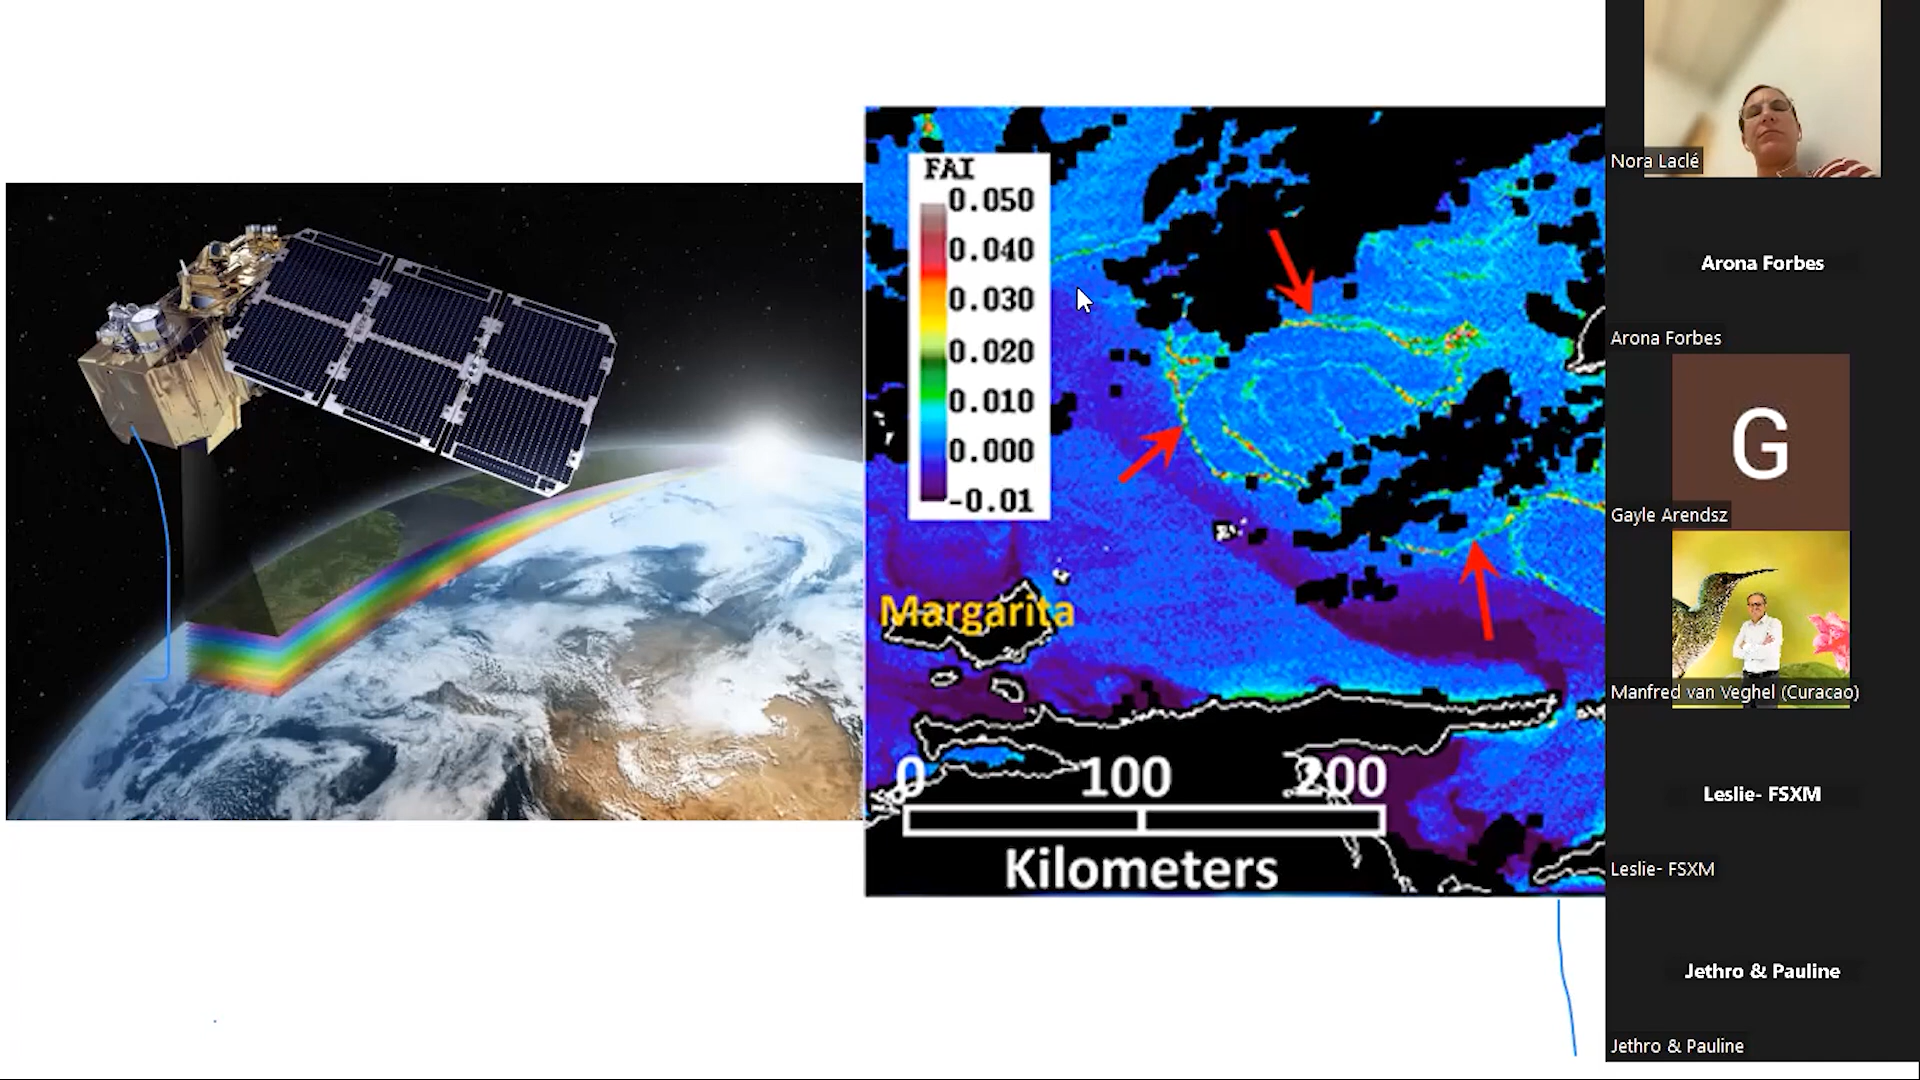 FAI
0.050
0.040
0.030
0.020
0.010
0.000
-0.01
Margarita
0 100 200
Kilometers
Nora Laclé
Arona Forbes
Arona Forbes
G
Gayle Arendsz
Manfred van Veghel (Curacao)
Leslie- FSXM
Leslie- FSXM
Jethro & Pauline
Jethro & Pauline